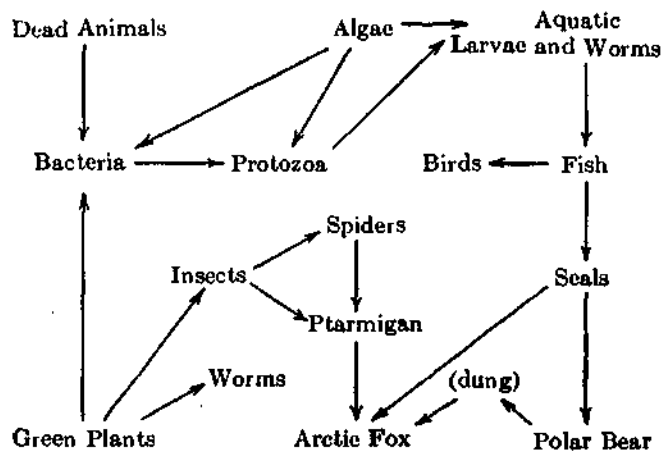 Dead Animals
Algae
Aquatic
Larvae and Worms
Bacteria
Protozoa
Birds
Fish
Spiders
Insects
Seals
Ptarmigan
Worms
(dung)
Green Plants
Arctic Fox
Polar Bear